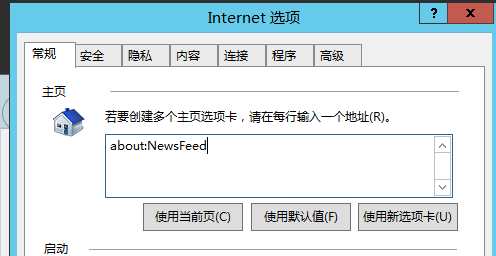 Internet 选项
?
x
常规 安全 隐私 内容 连接 程序 高级
主页
若要创建多个主页选项卡，请在每行输入一个地址(R)。
about:NewsFeed
使用当前页(C) 使用默认值(F) 使用新选项卡(U)
启动